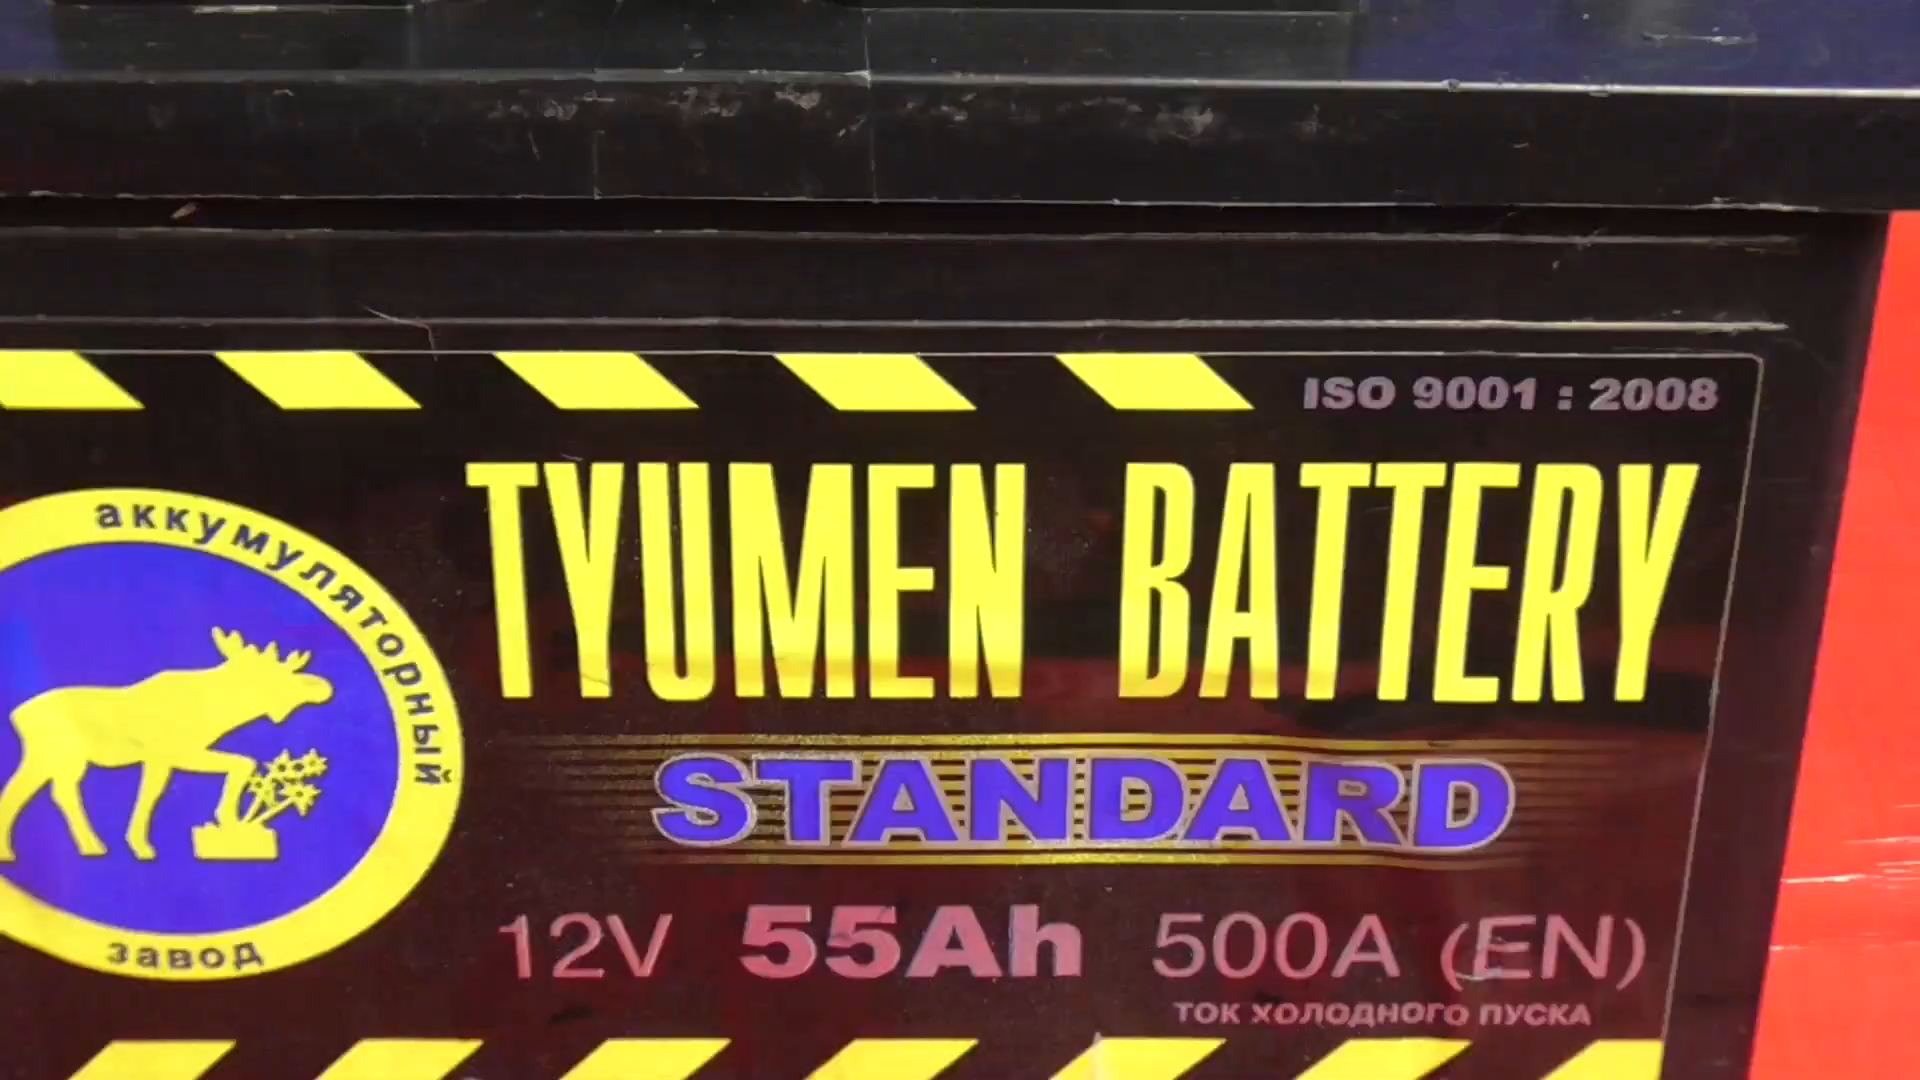 ISO 9001 : 2008
TYUMEN BATTERY
аккумуляторный
завод
STANDARD
12V 55Ah 500A (EN)
ТОК ХОЛОДНОГО ПУСКА